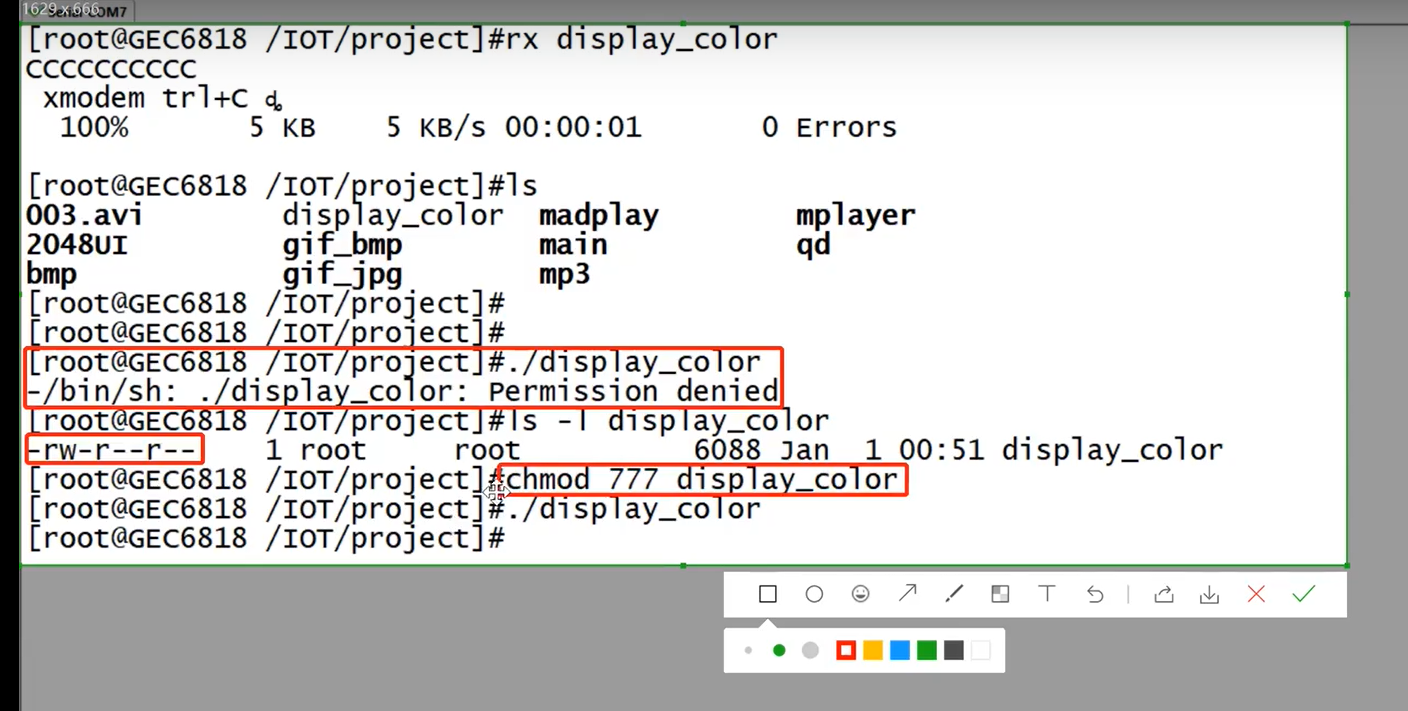 1629 x 666
Serial-COM7
[root@GEC6818 /IOT/project]#rx display_color
CCCCCCCCCC
xmodem trl+C
100% 5 KB 5 KB/s 00:00:01 0 Errors
[root@GEC6818 /IOT/project]#ls
003.avi display_color madplay mplayer
2048UI gif_bmp main qd
bmp gif_jpg mp3
[root@GEC6818 /IOT/project]#
[root@GEC6818 /IOT/project]#
[root@GEC6818 /IOT/project]#./display_color
-/bin/sh: ./display_color: Permission denied
[root@GEC6818 /IOT/project]#ls -l display_color
-rw-r--r-- 1 root root 6088 Jan 1 00:51 display_color
[root@GEC6818 /IOT/project]#chmod 777 display_color
[root@GEC6818 /IOT/project]#./display_color
[root@GEC6818 /IOT/project]#